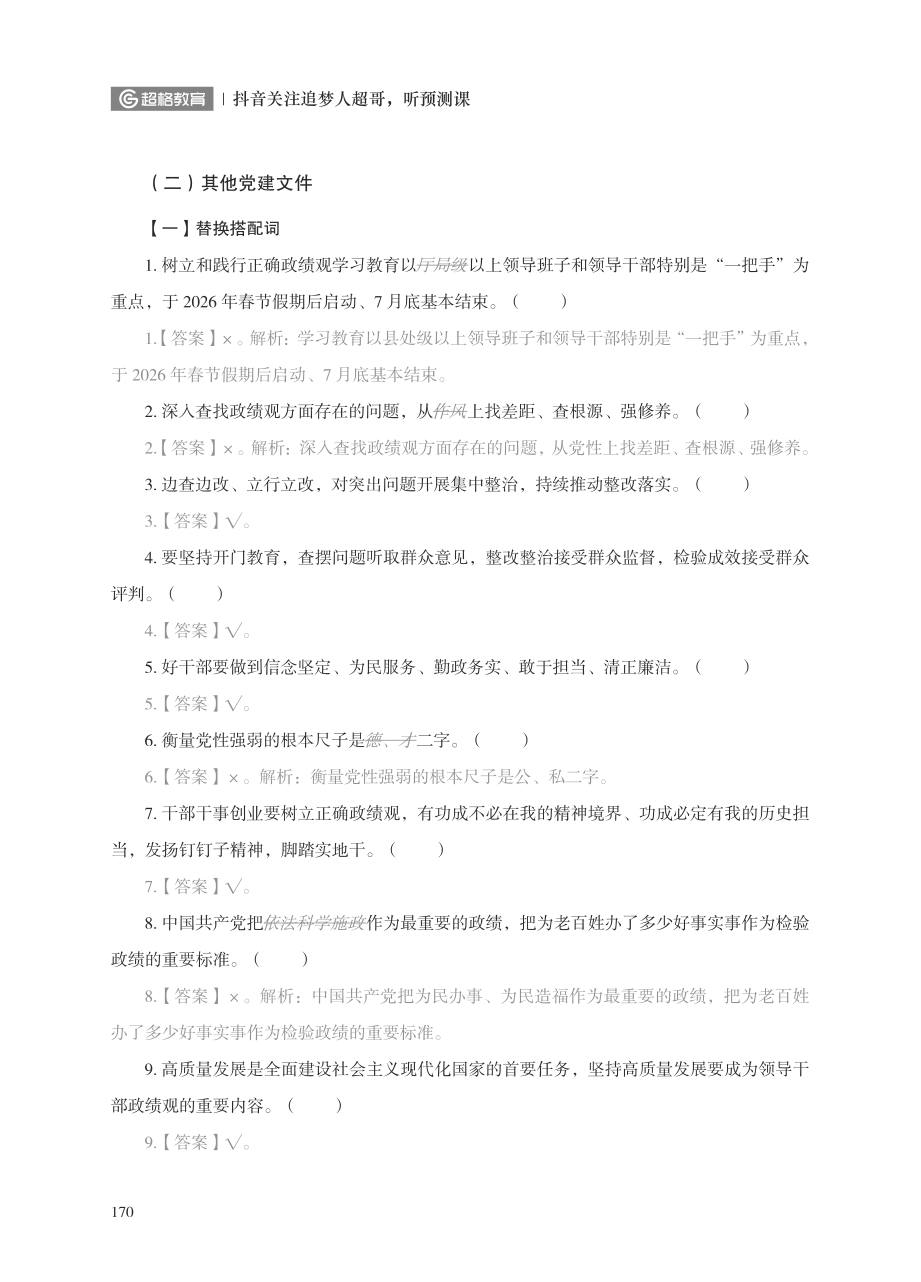 超格教育 | 抖音关注追梦人超哥，听预测课
（二）其他党建文件
【一】替换搭配词
1. 树立和践行正确政绩观学习教育以厅局级以上领导班子和领导干部特别是“一把手”为
重点，于 2026 年春节假期后启动、7 月底基本结束。（　　）
1.【答案】×。解析：学习教育以县处级以上领导班子和领导干部特别是“一把手”为重点，
于 2026 年春节假期后启动、7 月底基本结束。
2. 深入查找政绩观方面存在的问题，从作风上找差距、查根源、强修养。（　　）
2.【答案】×。解析：深入查找政绩观方面存在的问题，从党性上找差距、查根源、强修养。
3. 边查边改、立行立改，对突出问题开展集中整治，持续推动整改落实。（　　）
3.【答案】√。
4. 要坚持开门教育，查摆问题听取群众意见，整改整治接受群众监督，检验成效接受群众
评判。（　　）
4.【答案】√。
5. 好干部要做到信念坚定、为民服务、勤政务实、敢于担当、清正廉洁。（　　）
5.【答案】√。
6. 衡量党性强弱的根本尺子是德、才二字。（　　）
6.【答案】×。解析：衡量党性强弱的根本尺子是公、私二字。
7. 干部干事创业要树立正确政绩观，有功成不必在我的精神境界、功成必定有我的历史担
当，发扬钉钉子精神，脚踏实地干。（　　）
7.【答案】√。
8. 中国共产党把依法科学施政作为最重要的政绩，把为老百姓办了多少好事实事作为检验
政绩的重要标准。（　　）
8.【答案】×。解析：中国共产党把为民办事、为民造福作为最重要的政绩，把为老百姓
办了多少好事实事作为检验政绩的重要标准。
9. 高质量发展是全面建设社会主义现代化国家的首要任务，坚持高质量发展要成为领导干
部政绩观的重要内容。（　　）
9.【答案】√。
170